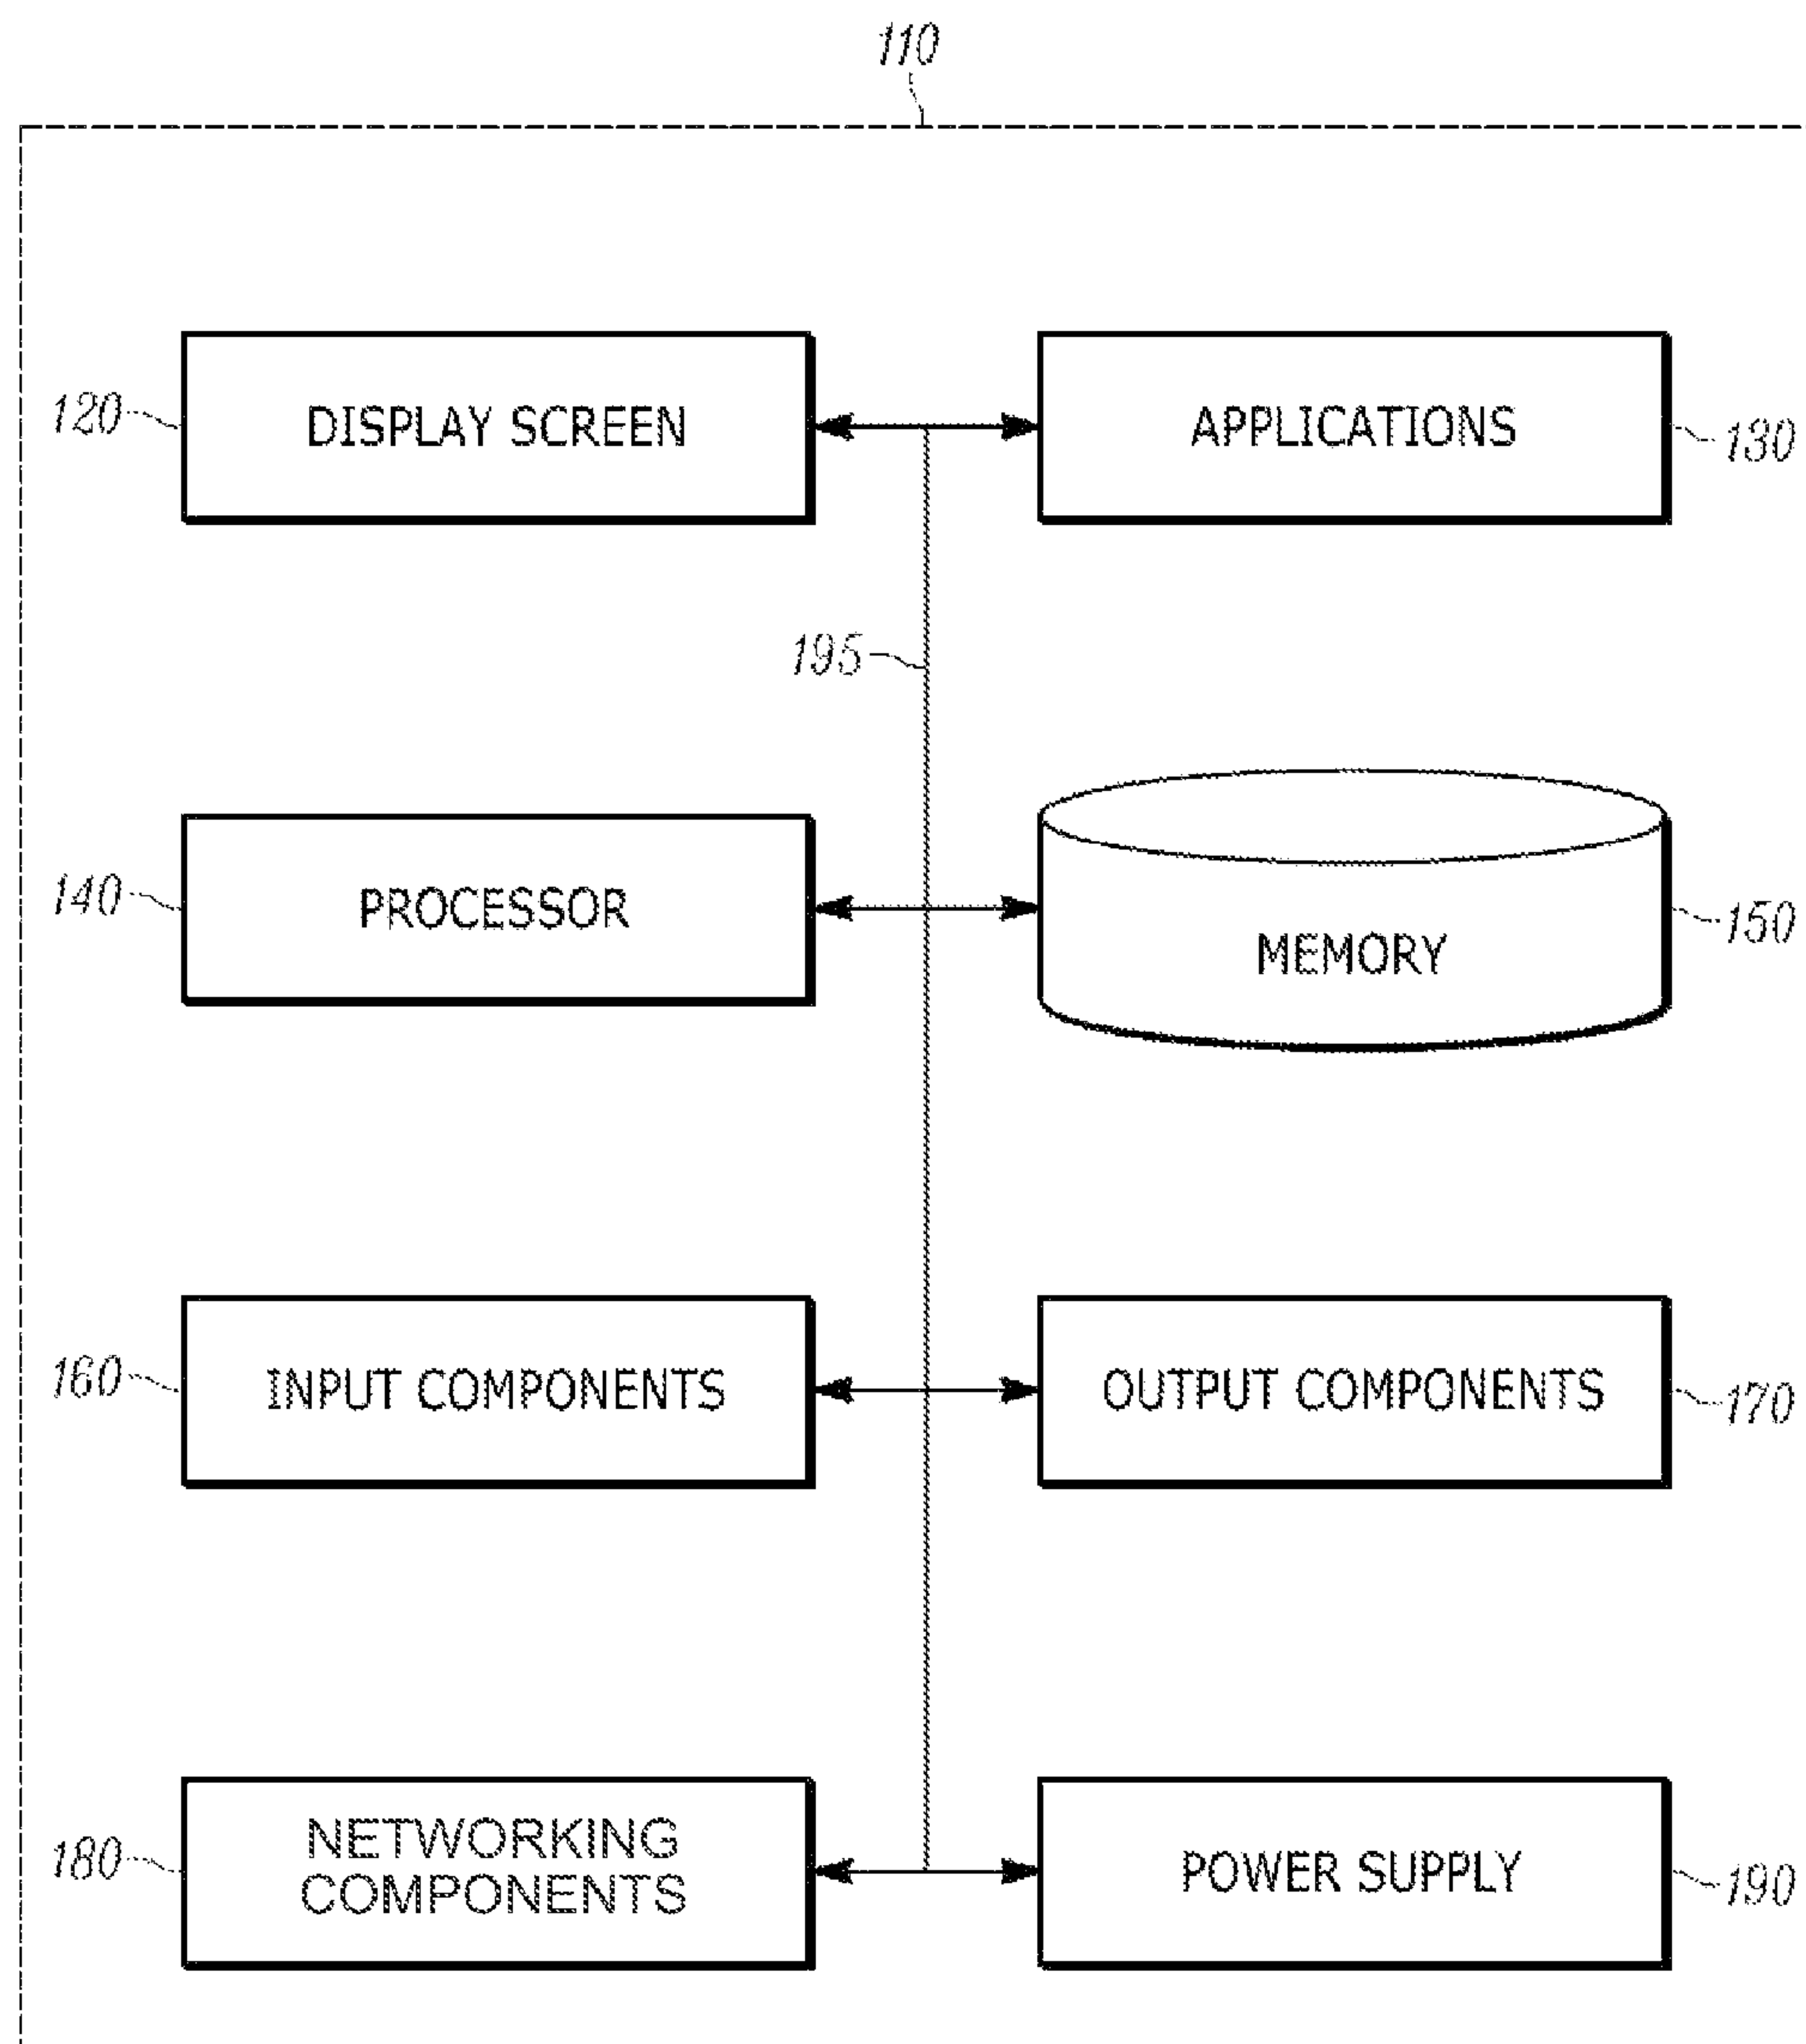 110
120 DISPLAY SCREEN APPLICATIONS 130
195
140 PROCESSOR MEMORY 150
160 INPUT COMPONENTS OUTPUT COMPONENTS 170
180 NETWORKING COMPONENTS POWER SUPPLY 190